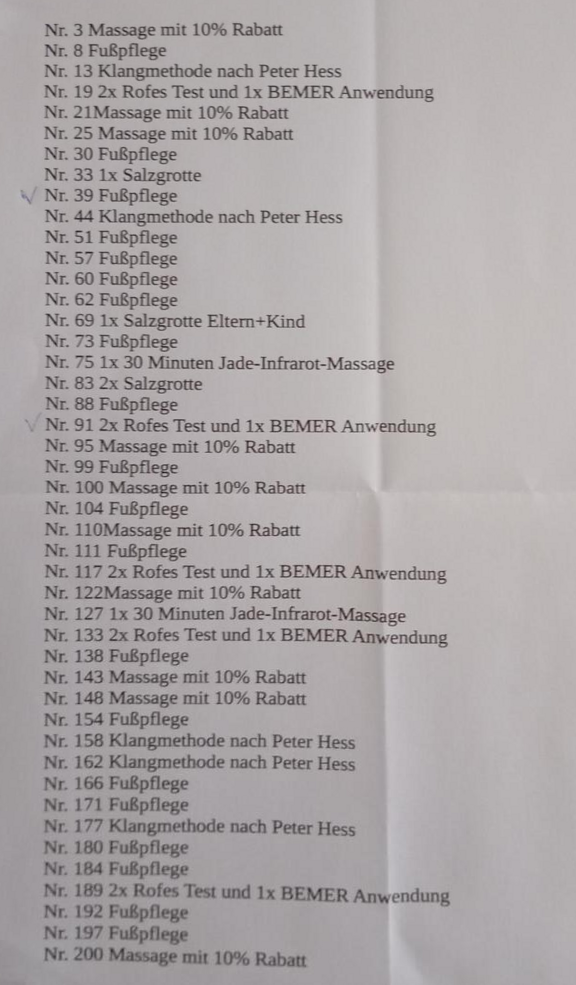 Nr. 3 Massage mit 10% Rabatt
Nr. 8 Fußpflege
Nr. 13 Klangmethode nach Peter Hess
Nr. 19 2x Rofes Test und 1x BEMER Anwendung
Nr. 21Massage mit 10% Rabatt
Nr. 25 Massage mit 10% Rabatt
Nr. 30 Fußpflege
Nr. 33 1x Salzgrotte
Nr. 39 Fußpflege
Nr. 44 Klangmethode nach Peter Hess
Nr. 51 Fußpflege
Nr. 57 Fußpflege
Nr. 60 Fußpflege
Nr. 62 Fußpflege
Nr. 69 1x Salzgrotte Eltern+Kind
Nr. 73 Fußpflege
Nr. 75 1x 30 Minuten Jade-Infrarot-Massage
Nr. 83 2x Salzgrotte
Nr. 88 Fußpflege
Nr. 91 2x Rofes Test und 1x BEMER Anwendung
Nr. 95 Massage mit 10% Rabatt
Nr. 99 Fußpflege
Nr. 100 Massage mit 10% Rabatt
Nr. 104 Fußpflege
Nr. 110Massage mit 10% Rabatt
Nr. 111 Fußpflege
Nr. 117 2x Rofes Test und 1x BEMER Anwendung
Nr. 122Massage mit 10% Rabatt
Nr. 127 1x 30 Minuten Jade-Infrarot-Massage
Nr. 133 2x Rofes Test und 1x BEMER Anwendung
Nr. 138 Fußpflege
Nr. 143 Massage mit 10% Rabatt
Nr. 148 Massage mit 10% Rabatt
Nr. 154 Fußpflege
Nr. 158 Klangmethode nach Peter Hess
Nr. 162 Klangmethode nach Peter Hess
Nr. 166 Fußpflege
Nr. 171 Fußpflege
Nr. 177 Klangmethode nach Peter Hess
Nr. 180 Fußpflege
Nr. 184 Fußpflege
Nr. 189 2x Rofes Test und 1x BEMER Anwendung
Nr. 192 Fußpflege
Nr. 197 Fußpflege
Nr. 200 Massage mit 10% Rabatt